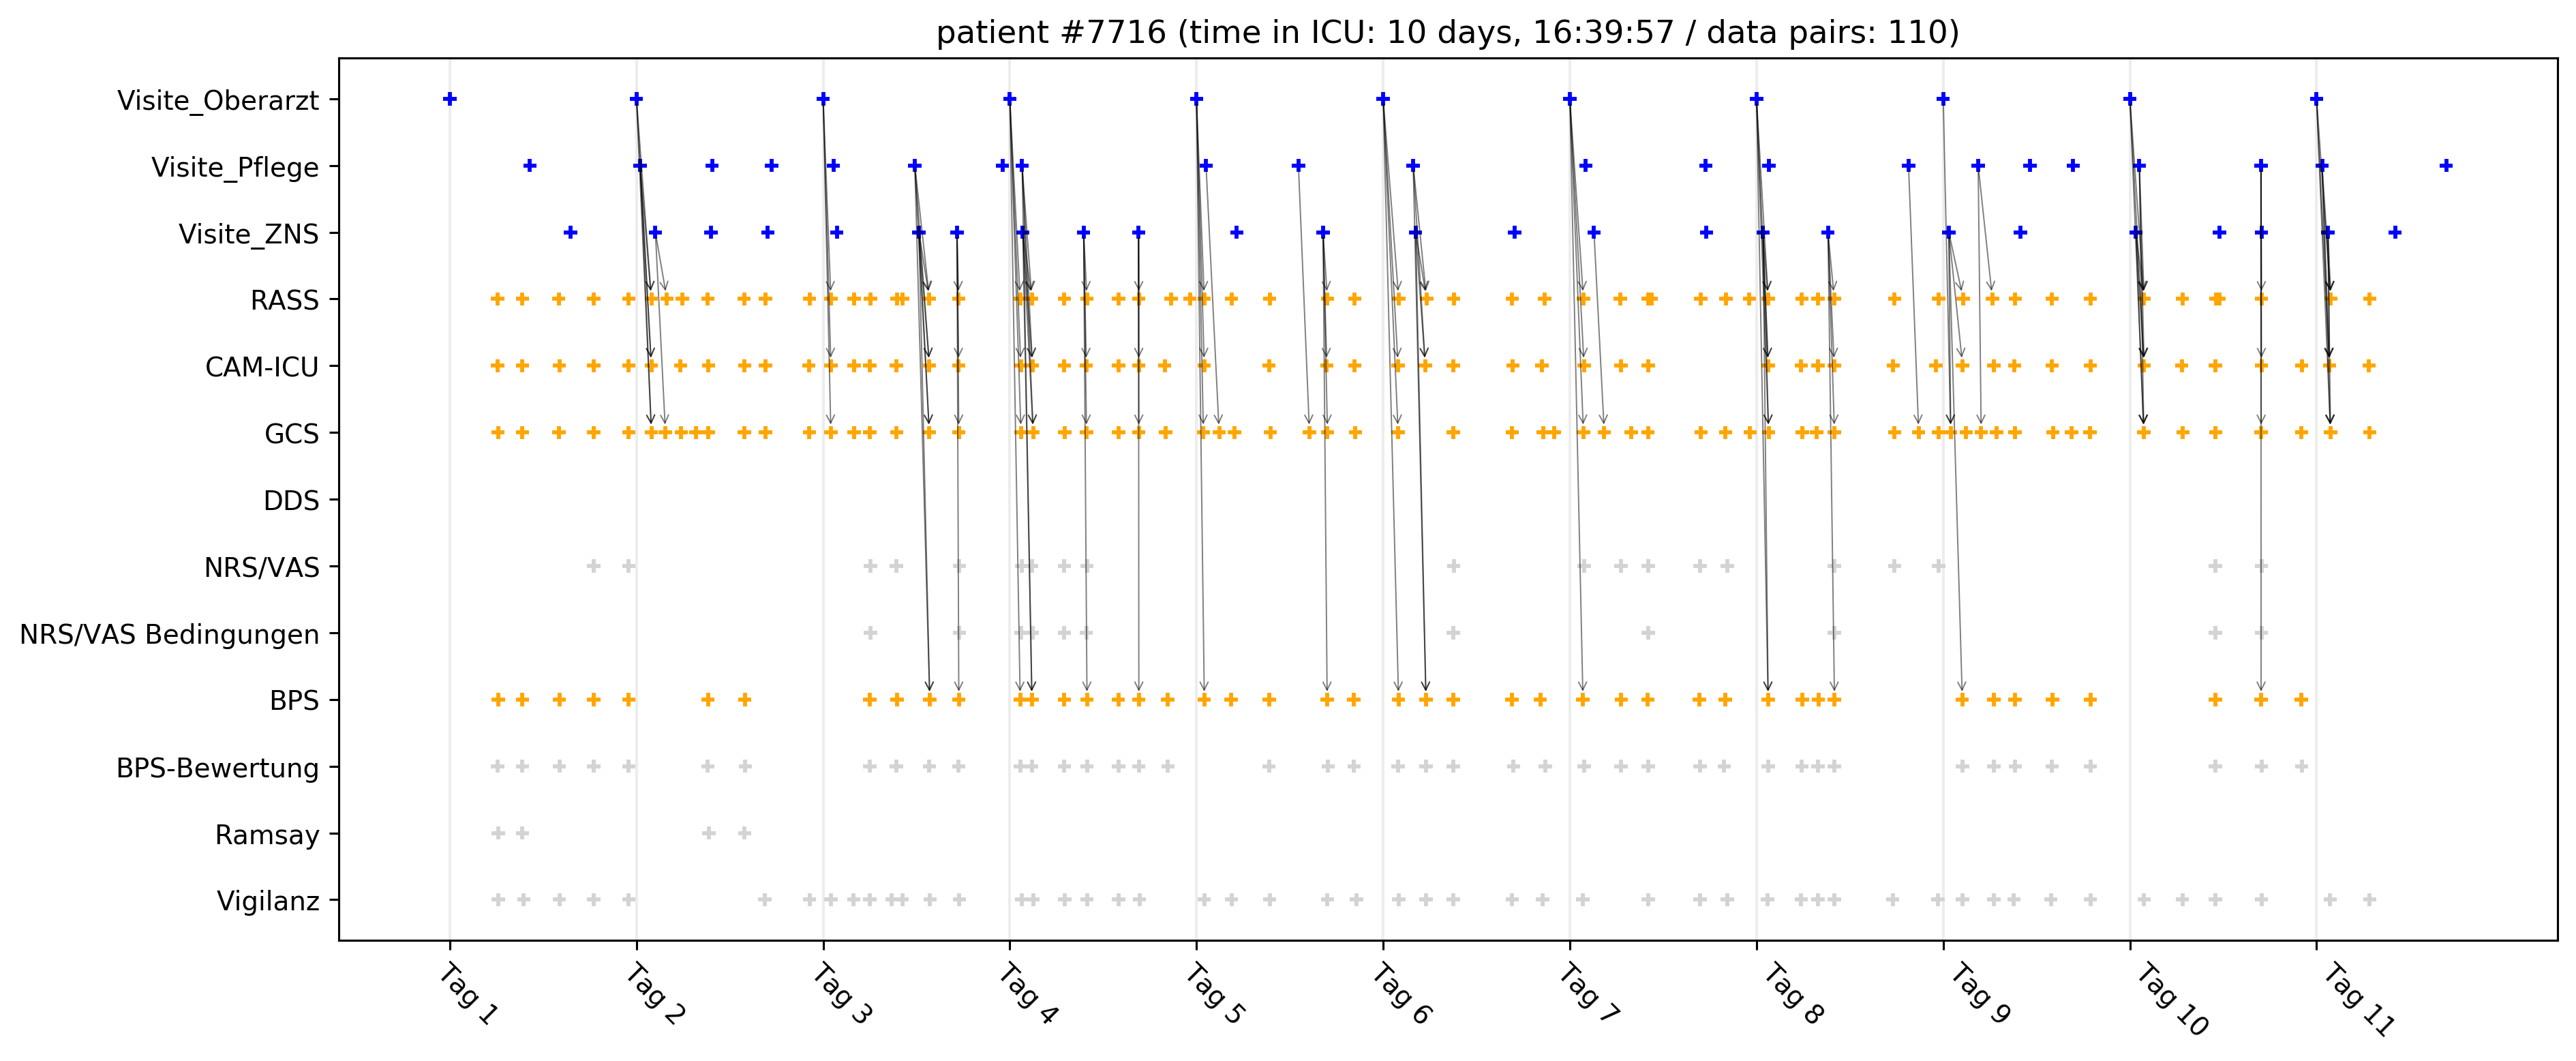 patient #7716 (time in ICU: 10 days, 16:39:57 / data pairs: 110)
Visite_Oberarzt
Visite_Pflege
Visite_ZNS
RASS
CAM-ICU
GCS
DDS
NRS/VAS
NRS/VAS Bedingungen
BPS
BPS-Bewertung
Ramsay
Vigilanz
Tag 1
Tag 2
Tag 3
Tag 4
Tag 5
Tag 6
Tag 7
Tag 8
Tag 9
Tag 10
Tag 11